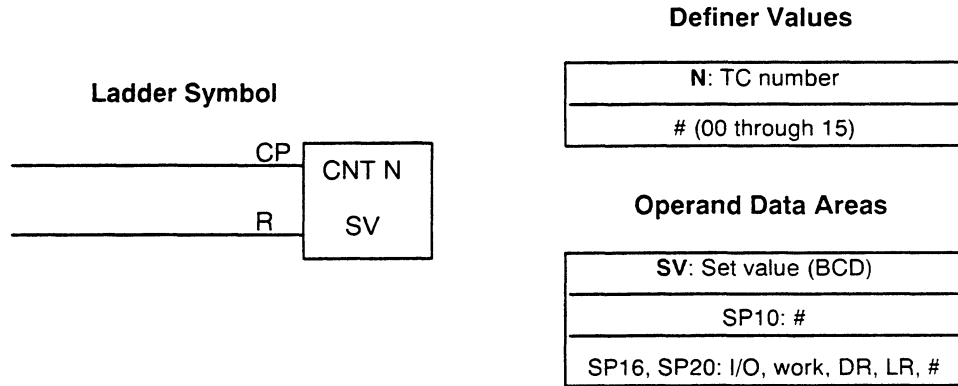 Ladder Symbol
CP
CNT N
R
SV
Definer Values
N: TC number
# (00 through 15)
Operand Data Areas
SV: Set value (BCD)
SP10: #
SP16, SP20: I/O, work, DR, LR, #